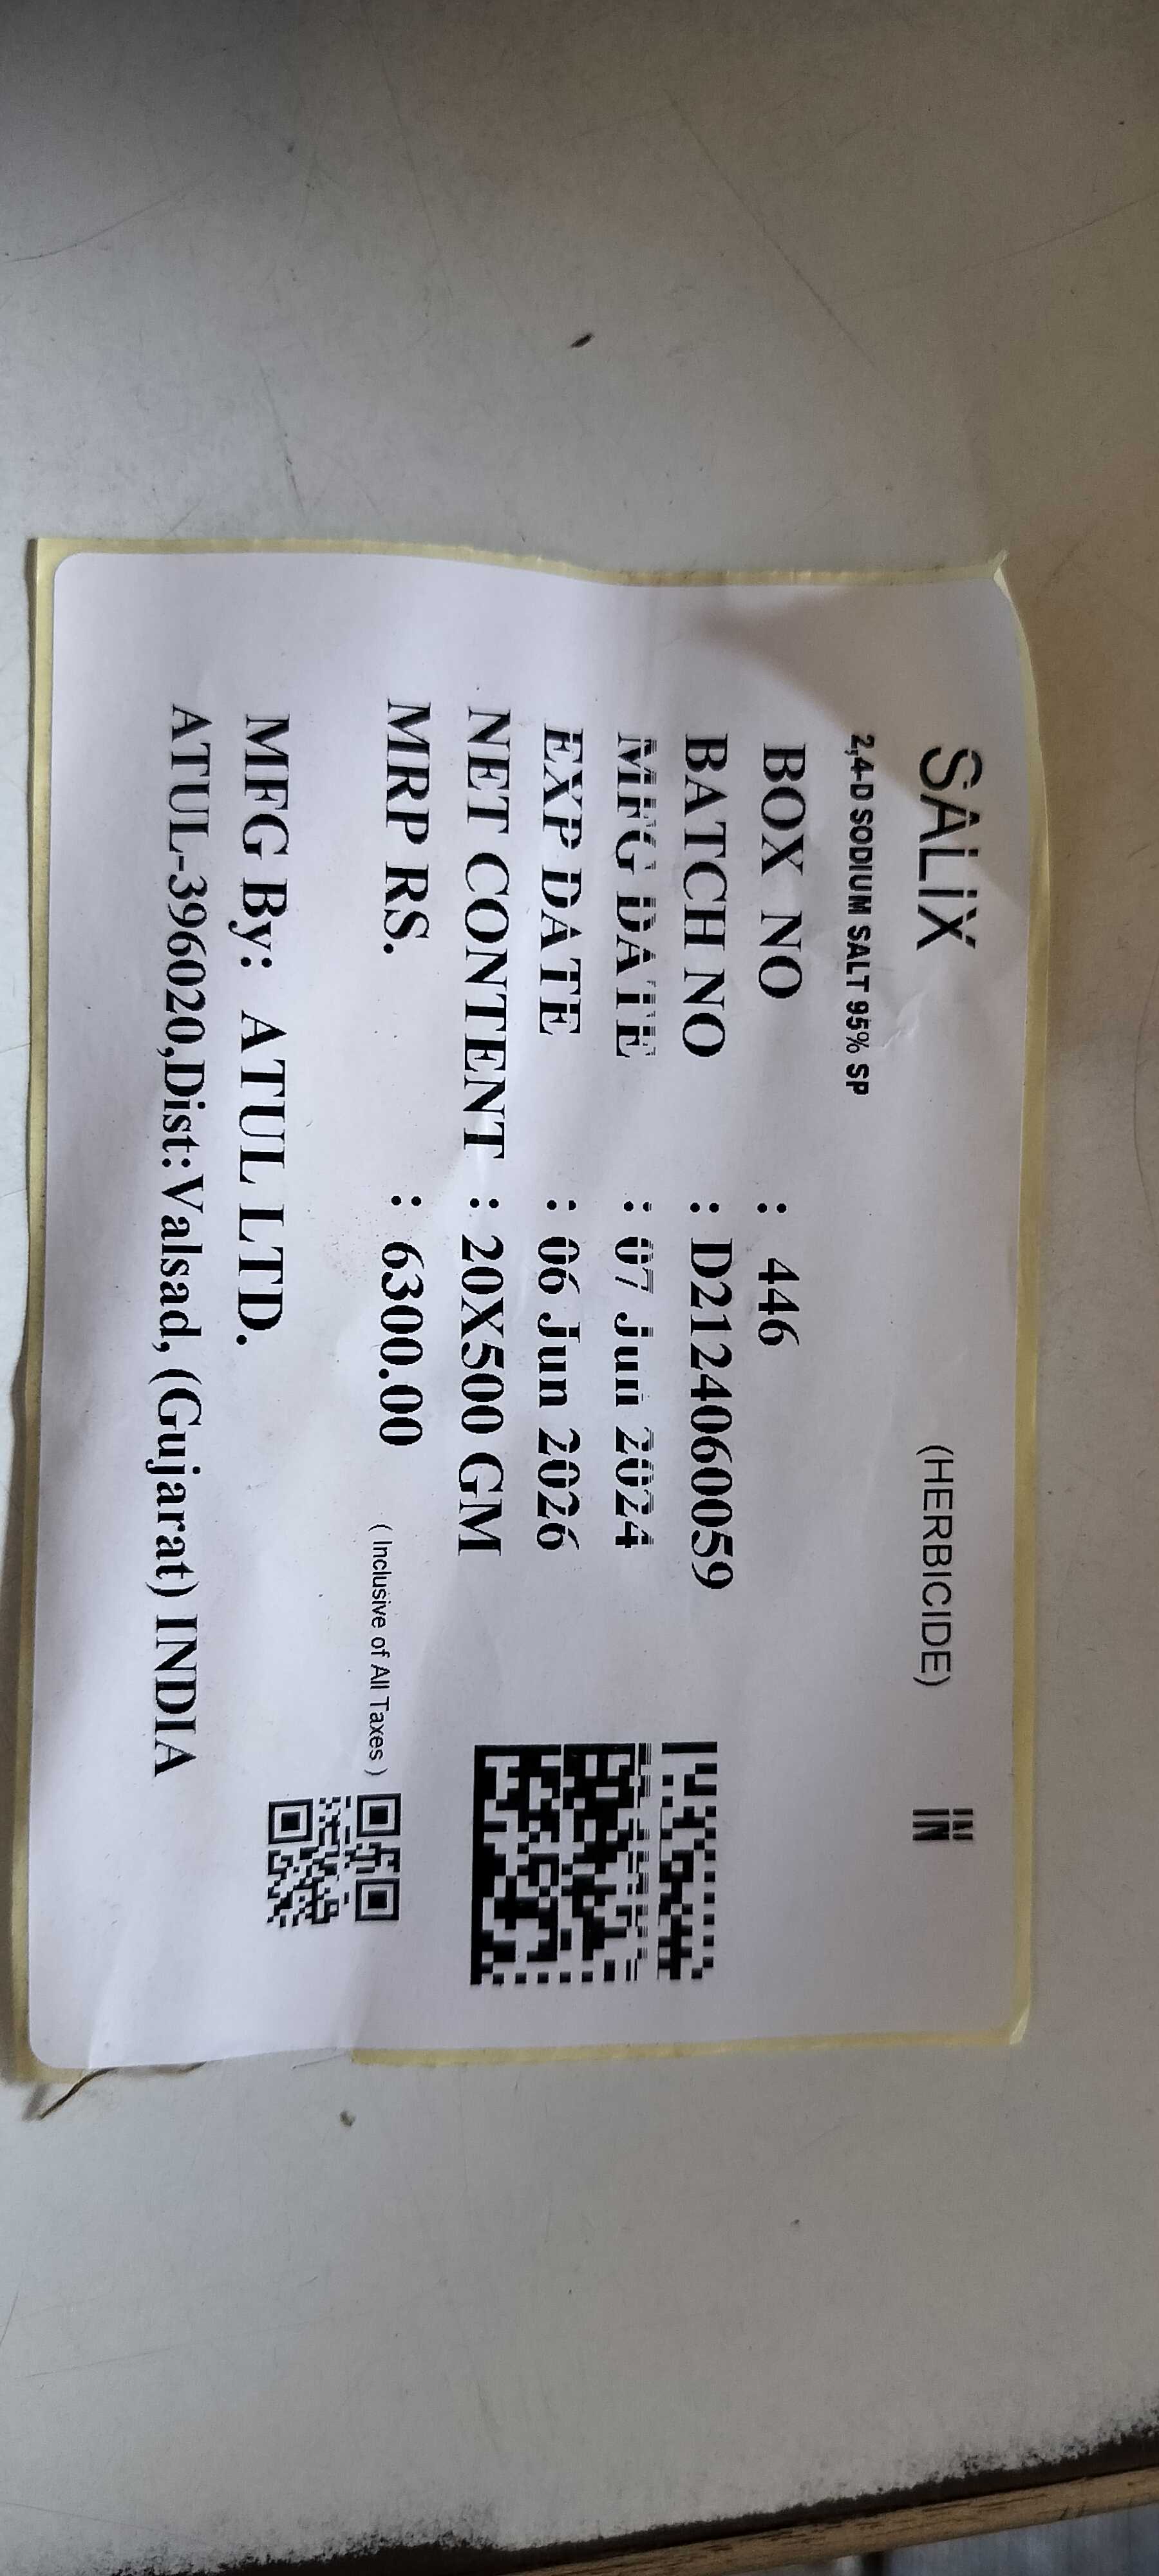 SALIX (HERBICIDE) IN
2,4-D SODIUM SALT 95% SP
BOX NO : 446
BATCH NO : D2124060059
MFG DATE : 07 Jun 2024
EXP DATE : 06 Jun 2026
NET CONTENT : 20X500 GM
MRP RS. : 6300.00 ( Inclusive of All Taxes )
MFG By: ATUL LTD.
ATUL-396020,Dist:Valsad, (Gujarat) INDIA